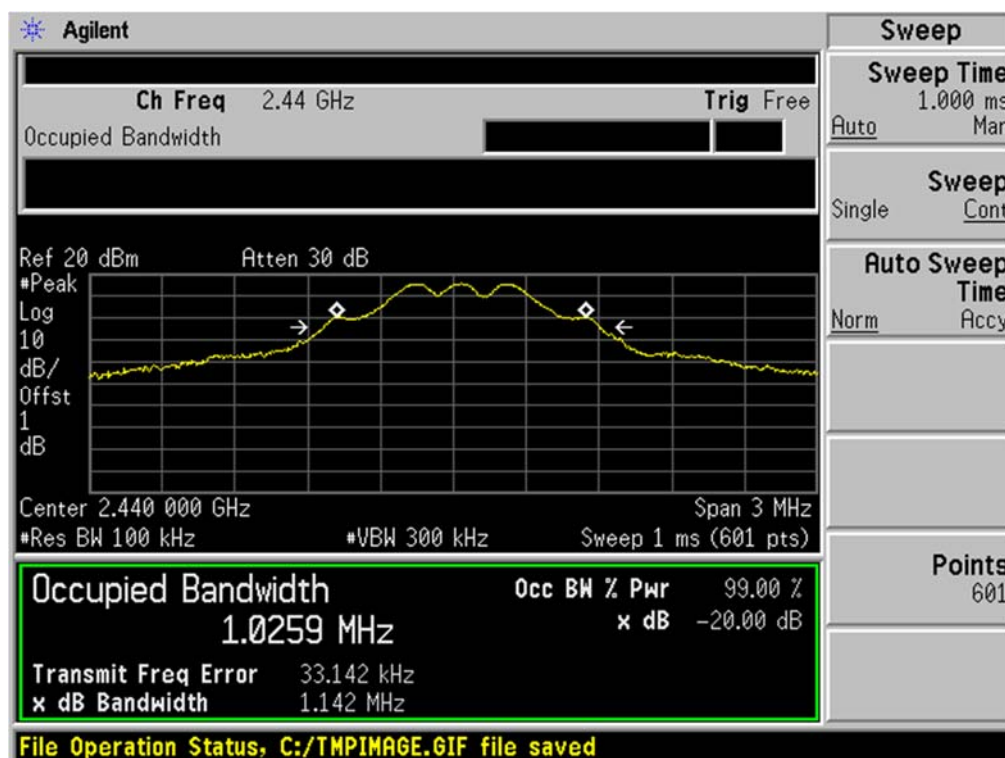 Agilent
Ch Freq 2.44 GHz Trig Free
Occupied Bandwidth
Ref 20 dBm Atten 30 dB
#Peak
Log
10
dB/
Offst
1
dB
Center 2.440 000 GHz Span 3 MHz
#Res BW 100 kHz #VBW 300 kHz Sweep 1 ms (601 pts)
Occupied Bandwidth
1.0259 MHz
Occ BW % Pwr 99.00 %
x dB -20.00 dB
Transmit Freq Error 33.142 kHz
x dB Bandwidth 1.142 MHz
File Operation Status, C:/TMPIMAGE.GIF file saved
Sweep
Sweep Time
1.000 ms
Auto Man
Sweep
Single Cont
Auto Sweep
Time
Norm Accy
Points
601